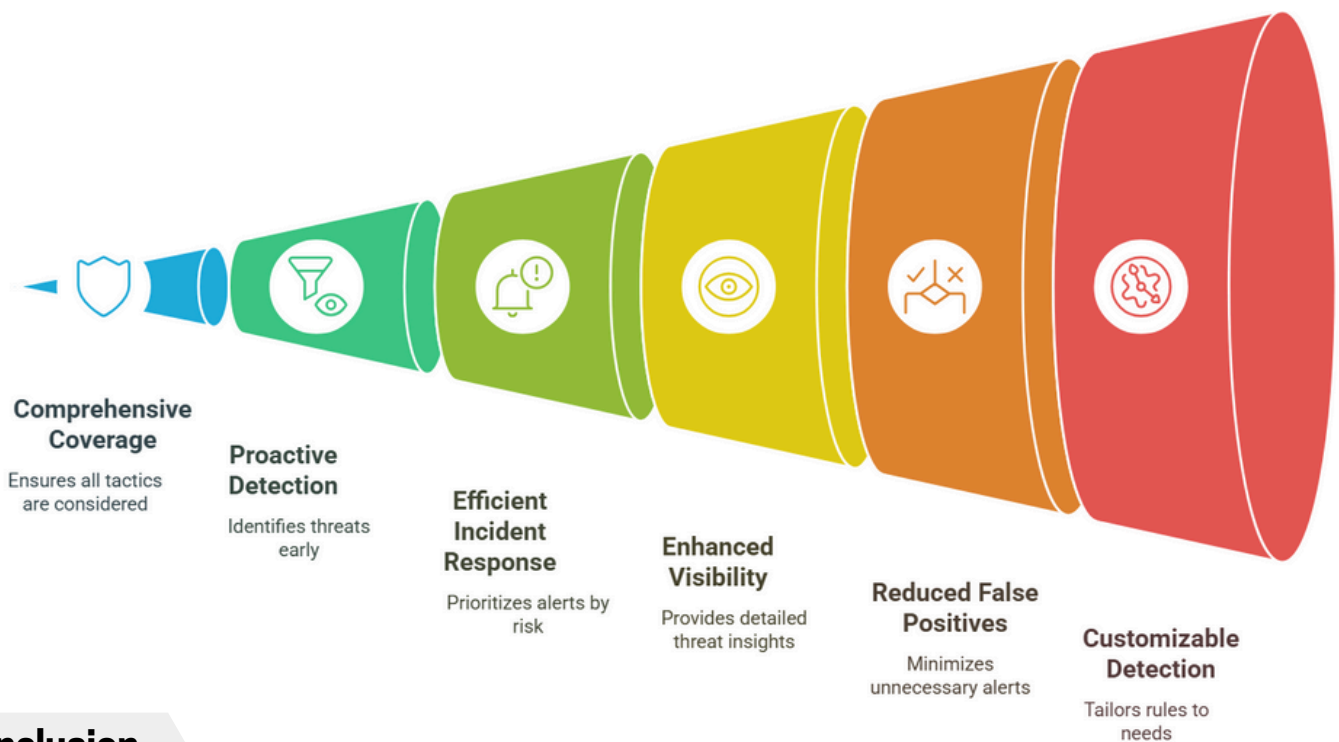 Comprehensive
Coverage
Ensures all tactics
are considered
Proactive
Detection
Identifies threats
early
Efficient
Incident
Response
Prioritizes alerts by
risk
Enhanced
Visibility
Provides detailed
threat insights
Reduced False
Positives
Minimizes
unnecessary alerts
Customizable
Detection
Tailors rules to
needs